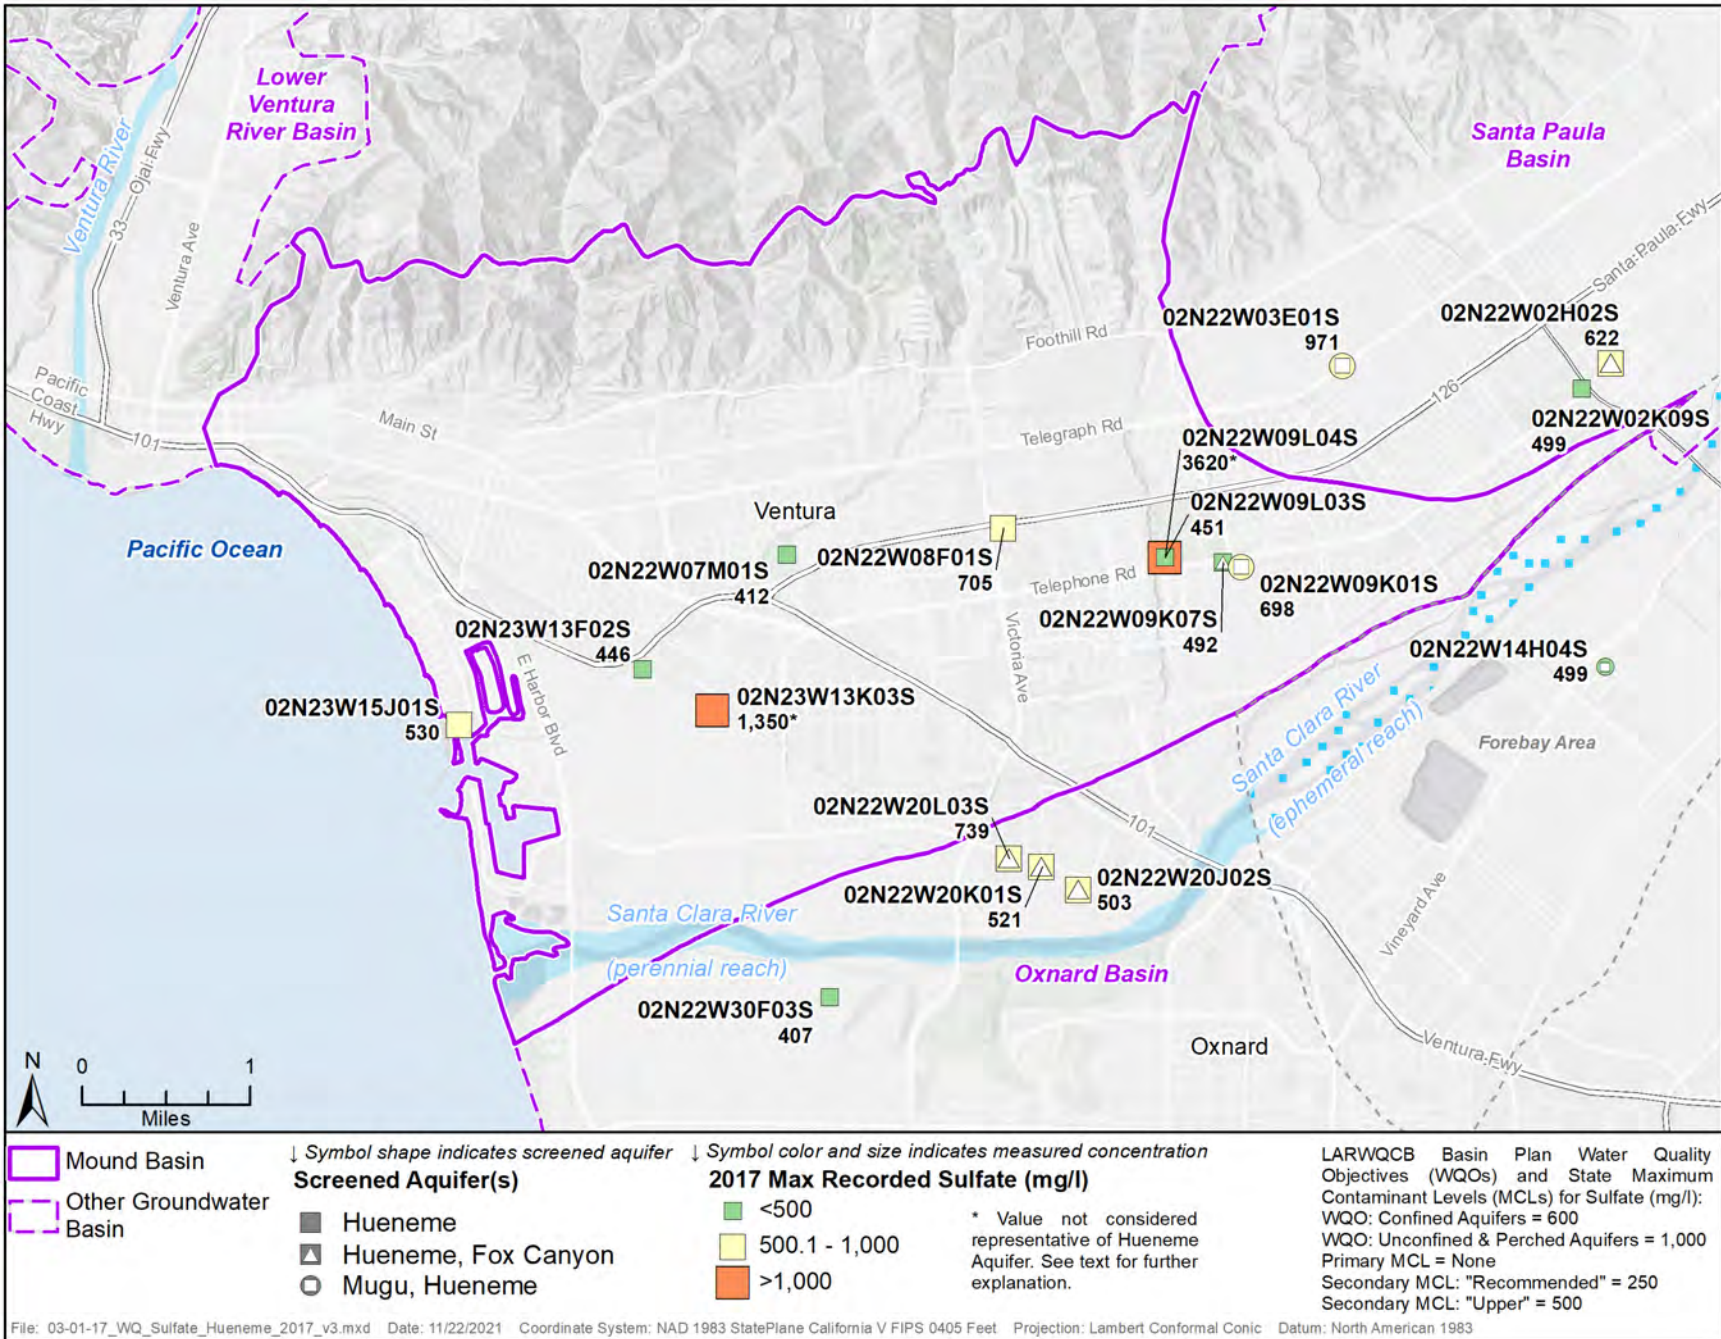 Lower
Ventura
River Basin
Santa Paula
Basin
Ventura River
33
Ojai Fwy
Ventura Ave
Santa Paula Fwy
02N22W03E01S
971
02N22W02H02S
622
Foothill Rd
Pacific
Coast
Hwy
101
Main St
126
Telegraph Rd
02N22W09L04S
3620*
02N22W02K09S
499
02N22W09L03S
451
Ventura
Pacific Ocean
02N22W07M01S
412
02N22W08F01S
705
Telephone Rd
02N22W09K01S
698
02N22W09K07S
492
02N23W13F02S
446
Victoria Ave
E Harbor Blvd
02N22W14H04S
499
02N23W15J01S
530
02N23W13K03S
1,350*
Santa Clara River
(ephemeral reach)
Forebay Area
02N22W20L03S
739
101
02N22W20K01S
521
02N22W20J02S
503
Santa Clara River
(perennial reach)
Vineyard Ave
Oxnard Basin
02N22W30F03S
407
Oxnard
Ventura Fwy
N
0 1
Miles
Mound Basin
Other Groundwater
Basin
↓ Symbol shape indicates screened aquifer
Screened Aquifer(s)
Hueneme
Hueneme, Fox Canyon
Mugu, Hueneme
↓ Symbol color and size indicates measured concentration
2017 Max Recorded Sulfate (mg/l)
<500
500.1 - 1,000
>1,000
* Value not considered
representative of Hueneme
Aquifer. See text for further
explanation.
LARWQCB Basin Plan Water Quality
Objectives (WQOs) and State Maximum
Contaminant Levels (MCLs) for Sulfate (mg/l):
WQO: Confined Aquifers = 600
WQO: Unconfined & Perched Aquifers = 1,000
Primary MCL = None
Secondary MCL: "Recommended" = 250
Secondary MCL: "Upper" = 500
File: 03-01-17_WQ_Sulfate_Hueneme_2017_v3.mxd Date: 11/22/2021 Coordinate System: NAD 1983 StatePlane California V FIPS 0405 Feet Projection: Lambert Conformal Conic Datum: North American 1983